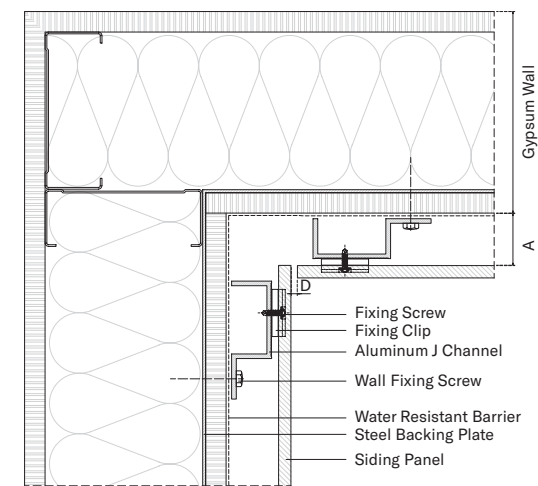 Gypsum Wall
A
D
Fixing Screw
Fixing Clip
Aluminum J Channel
Wall Fixing Screw
Water Resistant Barrier
Steel Backing Plate
Siding Panel